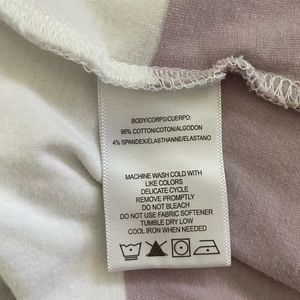 BODY/CORPS/CUERPO:
96% COTTON/COTON/ALGODON
4% SPANDEX/ELASTHANNE/ELASTANO
MACHINE WASH COLD WITH
LIKE COLORS
DELICATE CYCLE
REMOVE PROMPTLY
DO NOT BLEACH
DO NOT USE FABRIC SOFTENER
TUMBLE DRY LOW
COOL IRON WHEN NEEDED